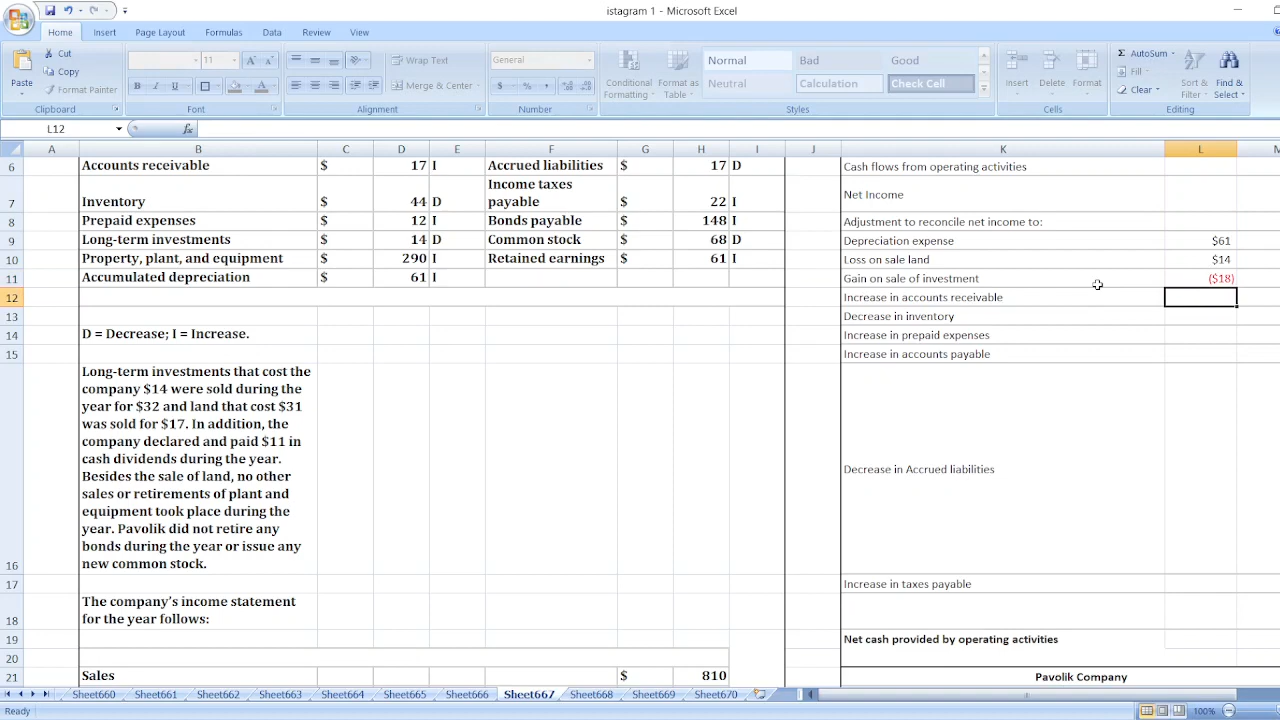 istagram 1 - Microsoft Excel
Home Insert Page Layout Formulas Data Review View
Cut
Copy
Format Painter
Paste
11
Wrap Text
Merge & Center
General
Conditional Formatting
Format as Table
Normal Bad Good
Neutral Calculation Check Cell
Insert Delete Format
AutoSum
Fill
Clear
Sort & Filter
Find & Select
Clipboard Font Alignment Number Styles Cells Editing
L12
A B C D E F G H I J K L M
6 Accounts receivable $ 17 I Accrued liabilities $ 17 D Cash flows from operating activities
7 Inventory $ 44 D Income taxes payable $ 22 I Net Income
8 Prepaid expenses $ 12 I Bonds payable $ 148 I Adjustment to reconcile net income to:
9 Long-term investments $ 14 D Common stock $ 68 D Depreciation expense $61
10 Property, plant, and equipment $ 290 I Retained earnings $ 61 I Loss on sale land $14
11 Accumulated depreciation $ 61 I Gain on sale of investment ($18)
12 Increase in accounts receivable
13 Decrease in inventory
14 D = Decrease; I = Increase. Increase in prepaid expenses
15 Increase in accounts payable
Long-term investments that cost the
company $14 were sold during the
year for $32 and land that cost $31
was sold for $17. In addition, the
company declared and paid $11 in
cash dividends during the year.
Besides the sale of land, no other
sales or retirements of plant and
equipment took place during the
year. Pavolik did not retire any
bonds during the year or issue any
16 new common stock.
Decrease in Accrued liabilities
17 Increase in taxes payable
The company's income statement
18 for the year follows:
19 Net cash provided by operating activities
20
21 Sales $ 810 Pavolik Company
Sheet660 Sheet661 Sheet662 Sheet663 Sheet664 Sheet665 Sheet666 Sheet667 Sheet668 Sheet669 Sheet670
Ready 100%